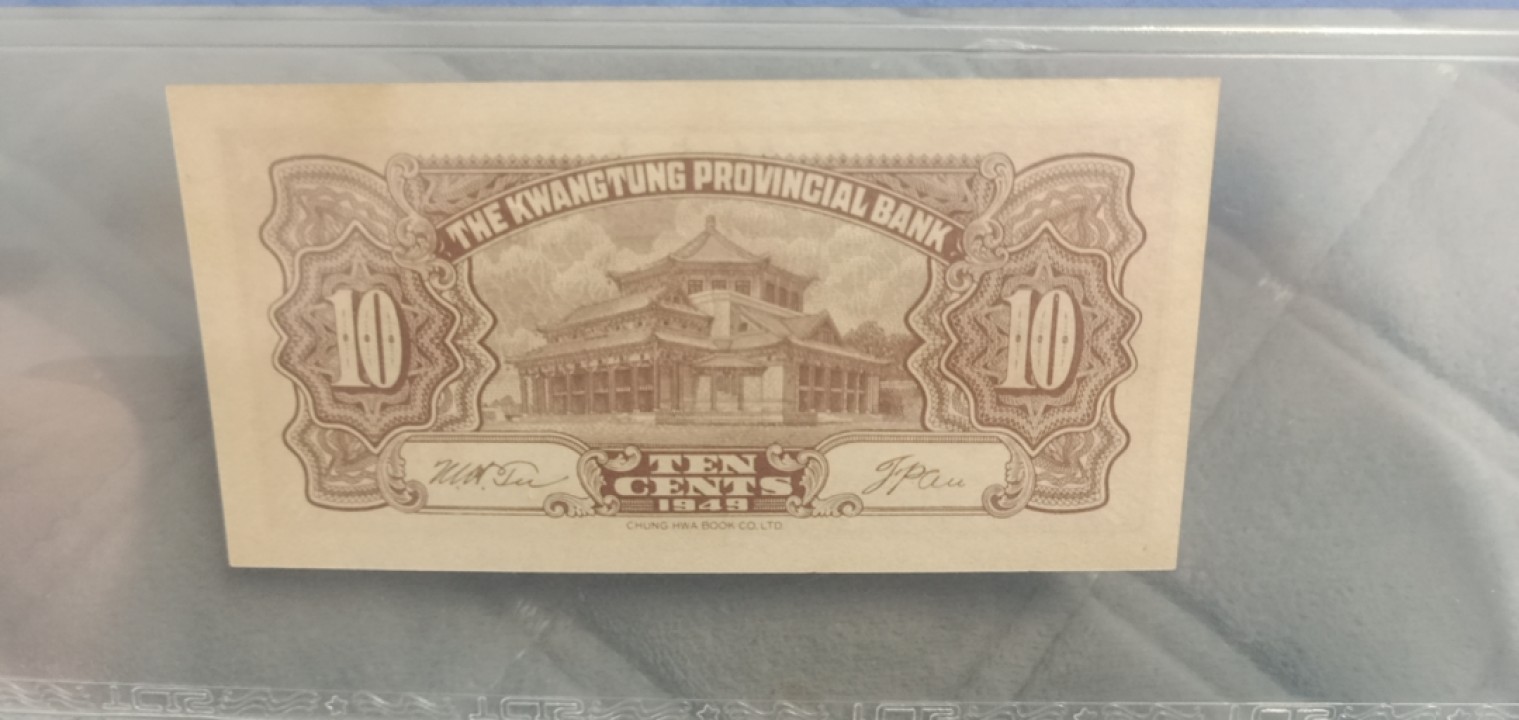 THE KWANGTUNG PROVINCIAL BANK
10 10
TEN
CENTS
1949
CHUNG HWA BOOK CO. LTD